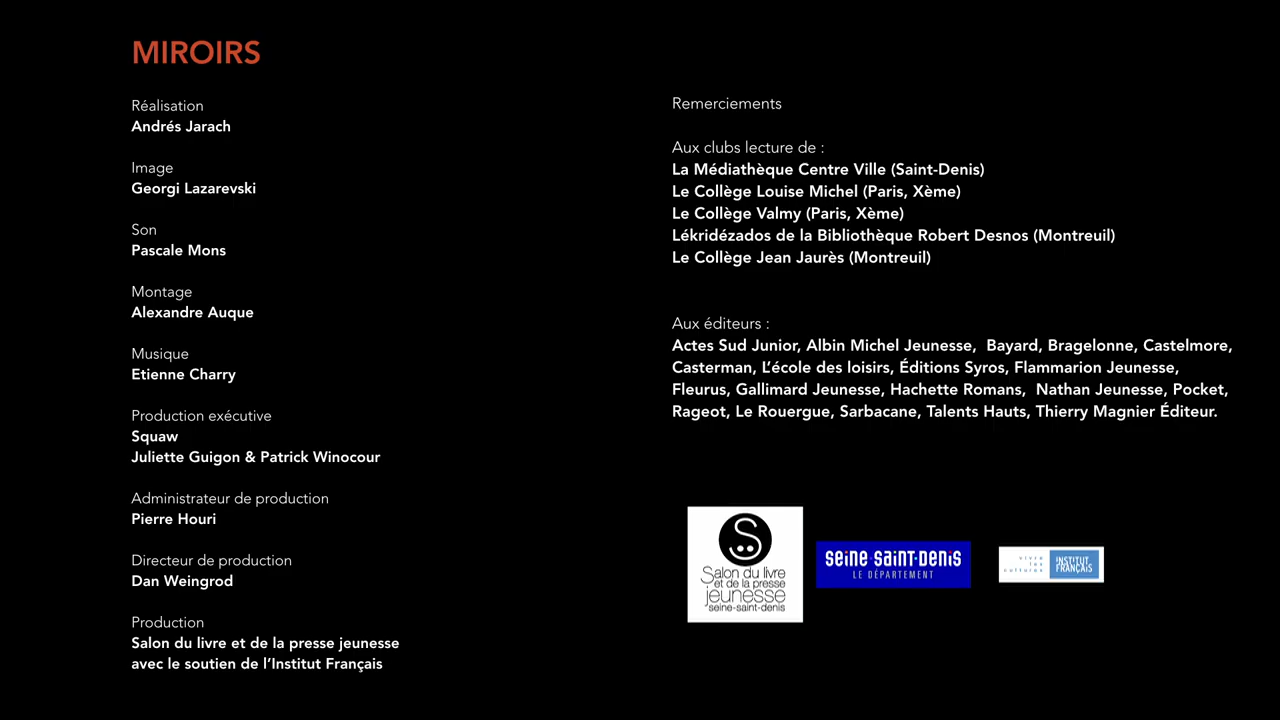 MIROIRS
Réalisation
Andrés Jarach
Image
Georgi Lazarevski
Son
Pascale Mons
Montage
Alexandre Auque
Musique
Etienne Charry
Production exécutive
Squaw
Juliette Guigon & Patrick Winocour
Administrateur de production
Pierre Houri
Directeur de production
Dan Weingrod
Production
Salon du livre et de la presse jeunesse
avec le soutien de l’Institut Français
Remerciements
Aux clubs lecture de :
La Médiathèque Centre Ville (Saint-Denis)
Le Collège Louise Michel (Paris, Xème)
Le Collège Valmy (Paris, Xème)
Lékridézados de la Bibliothèque Robert Desnos (Montreuil)
Le Collège Jean Jaurès (Montreuil)
Aux éditeurs :
Actes Sud Junior, Albin Michel Jeunesse,  Bayard, Bragelonne, Castelmore,
Casterman, L’école des loisirs, Éditions Syros, Flammarion Jeunesse,
Fleurus, Gallimard Jeunesse, Hachette Romans,  Nathan Jeunesse, Pocket,
Rageot, Le Rouergue, Sarbacane, Talents Hauts, Thierry Magnier Éditeur.
Salon du livre
et de la presse
jeunesse
seine-saint-denis
seine-saint-denis
LE DÉPARTEMENT
vivre
les
cultures
INSTITUT
FRANÇAIS